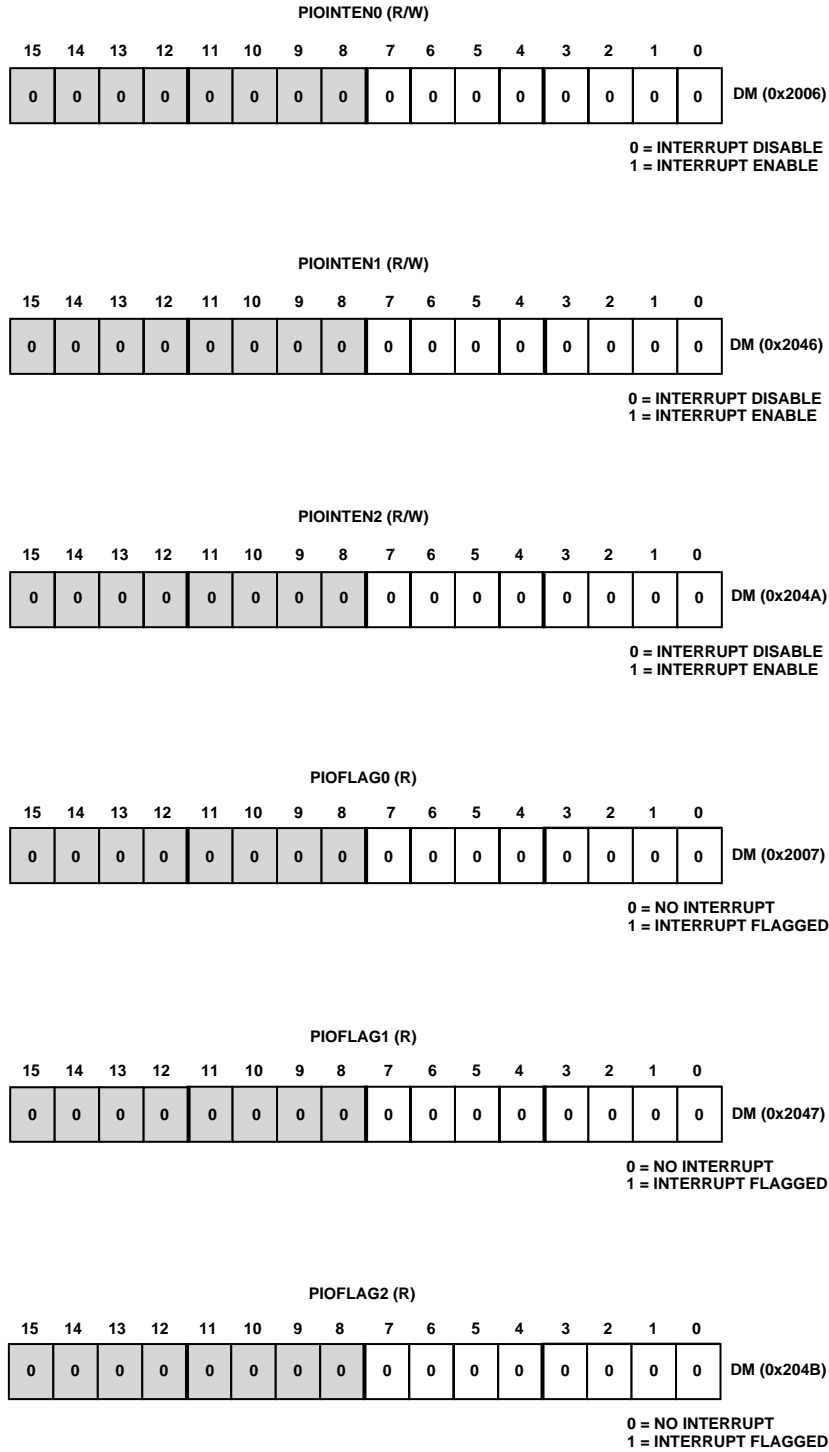 PIOINTEN0 (R/W)
15 14 13 12 11 10 9 8 7 6 5 4 3 2 1 0
0 0 0 0 0 0 0 0 0 0 0 0 0 0 0 0 DM (0x2006)
0 = INTERRUPT DISABLE
1 = INTERRUPT ENABLE
PIOINTEN1 (R/W)
15 14 13 12 11 10 9 8 7 6 5 4 3 2 1 0
0 0 0 0 0 0 0 0 0 0 0 0 0 0 0 0 DM (0x2046)
0 = INTERRUPT DISABLE
1 = INTERRUPT ENABLE
PIOINTEN2 (R/W)
15 14 13 12 11 10 9 8 7 6 5 4 3 2 1 0
0 0 0 0 0 0 0 0 0 0 0 0 0 0 0 0 DM (0x204A)
0 = INTERRUPT DISABLE
1 = INTERRUPT ENABLE
PIOFLAG0 (R)
15 14 13 12 11 10 9 8 7 6 5 4 3 2 1 0
0 0 0 0 0 0 0 0 0 0 0 0 0 0 0 0 DM (0x2007)
0 = NO INTERRUPT
1 = INTERRUPT FLAGGED
PIOFLAG1 (R)
15 14 13 12 11 10 9 8 7 6 5 4 3 2 1 0
0 0 0 0 0 0 0 0 0 0 0 0 0 0 0 0 DM (0x2047)
0 = NO INTERRUPT
1 = INTERRUPT FLAGGED
PIOFLAG2 (R)
15 14 13 12 11 10 9 8 7 6 5 4 3 2 1 0
0 0 0 0 0 0 0 0 0 0 0 0 0 0 0 0 DM (0x204B)
0 = NO INTERRUPT
1 = INTERRUPT FLAGGED